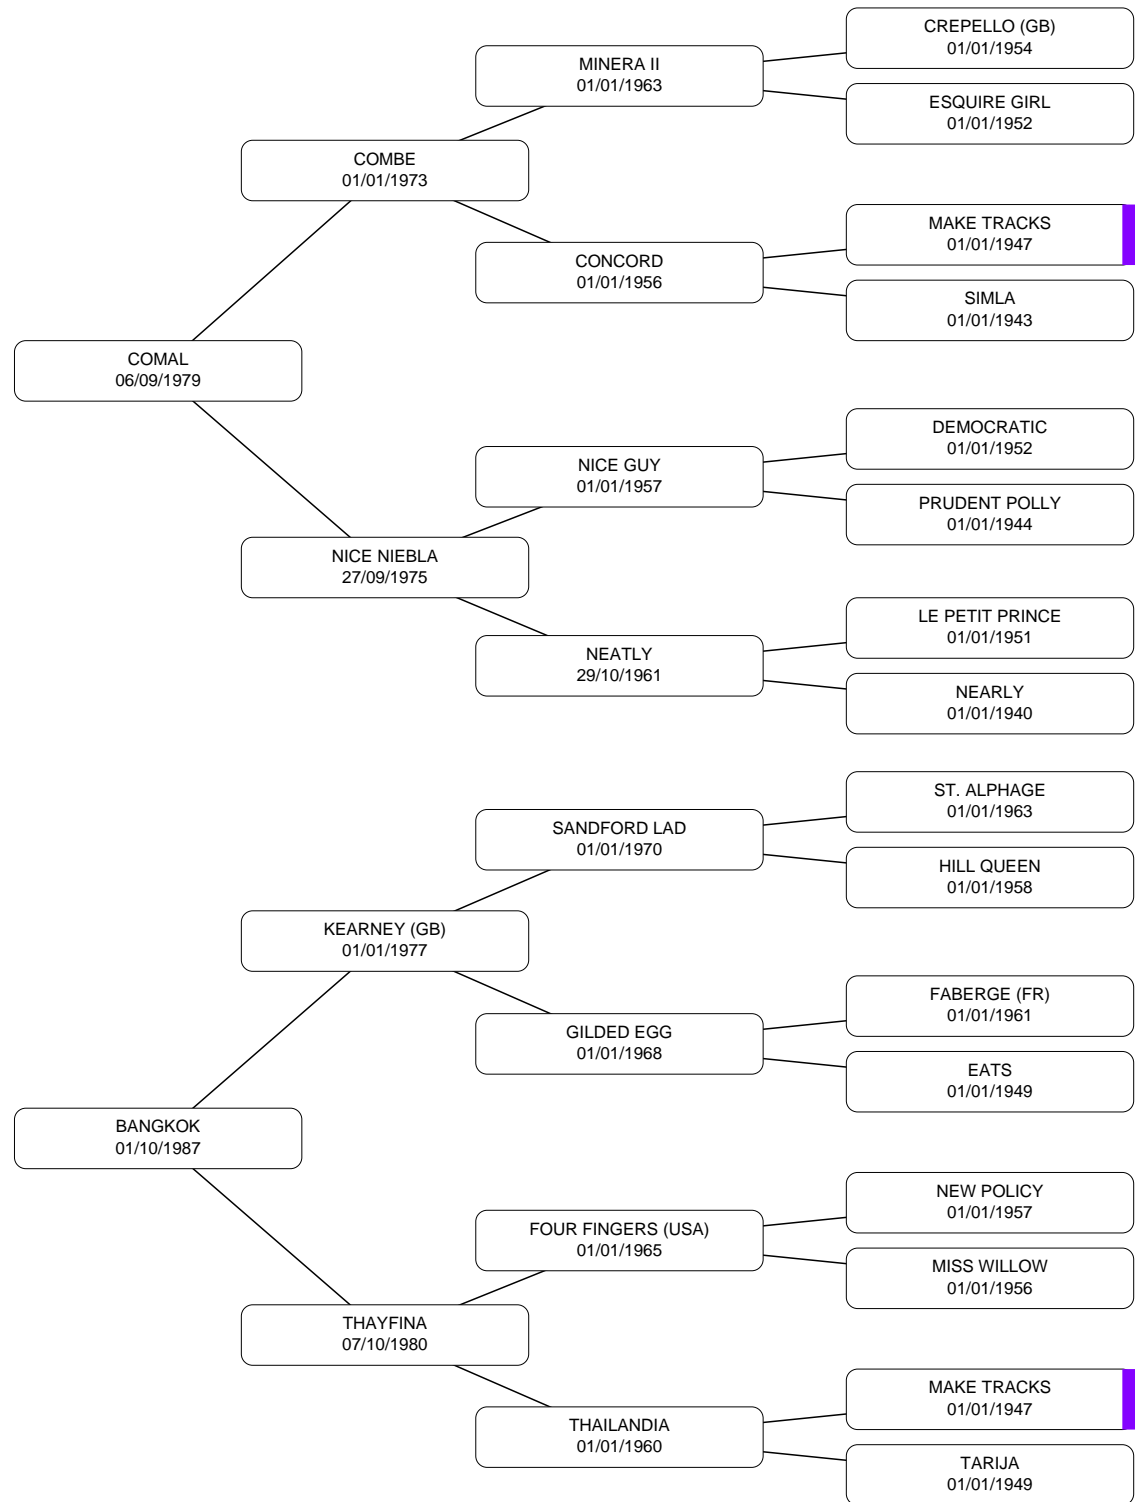 CREPELLO (GB)
01/01/1954
MINERA II
01/01/1963
ESQUIRE GIRL
01/01/1952
COMBE
01/01/1973
MAKE TRACKS
01/01/1947
CONCORD
01/01/1956
SIMLA
01/01/1943
COMAL
06/09/1979
DEMOCRATIC
01/01/1952
NICE GUY
01/01/1957
PRUDENT POLLY
01/01/1944
NICE NIEBLA
27/09/1975
LE PETIT PRINCE
01/01/1951
NEATLY
29/10/1961
NEARLY
01/01/1940
ST. ALPHAGE
01/01/1963
SANDFORD LAD
01/01/1970
HILL QUEEN
01/01/1958
KEARNEY (GB)
01/01/1977
FABERGE (FR)
01/01/1961
GILDED EGG
01/01/1968
EATS
01/01/1949
BANGKOK
01/10/1987
NEW POLICY
01/01/1957
FOUR FINGERS (USA)
01/01/1965
MISS WILLOW
01/01/1956
THAYFINA
07/10/1980
MAKE TRACKS
01/01/1947
THAILANDIA
01/01/1960
TARIJA
01/01/1949